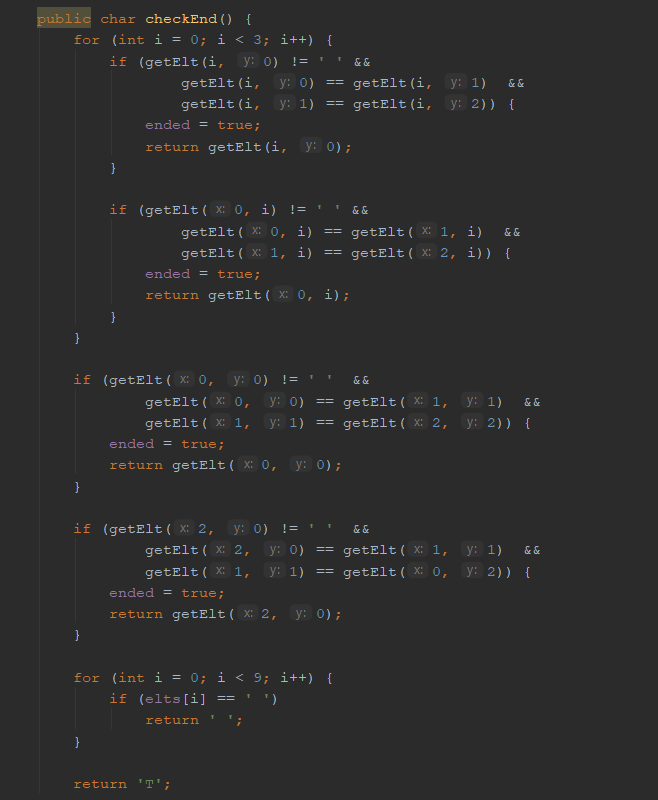 public char checkEnd() {
for (int i = 0; i < 3; i++) {
if (getElt(i, y: 0) != ' ' &&
getElt(i, y: 0) == getElt(i, y: 1) &&
getElt(i, y: 1) == getElt(i, y: 2)) {
ended = true;
return getElt(i, y: 0);
}
if (getElt( x: 0, i) != ' ' &&
getElt( x: 0, i) == getElt( x: 1, i) &&
getElt( x: 1, i) == getElt( x: 2, i)) {
ended = true;
return getElt( x: 0, i);
}
}
if (getElt( x: 0, y: 0) != ' ' &&
getElt( x: 0, y: 0) == getElt( x: 1, y: 1) &&
getElt( x: 1, y: 1) == getElt( x: 2, y: 2)) {
ended = true;
return getElt( x: 0, y: 0);
}
if (getElt( x: 2, y: 0) != ' ' &&
getElt( x: 2, y: 0) == getElt( x: 1, y: 1) &&
getElt( x: 1, y: 1) == getElt( x: 0, y: 2)) {
ended = true;
return getElt( x: 2, y: 0);
}
for (int i = 0; i < 9; i++) {
if (elts[i] == ' ')
return ' ';
}
return 'T';